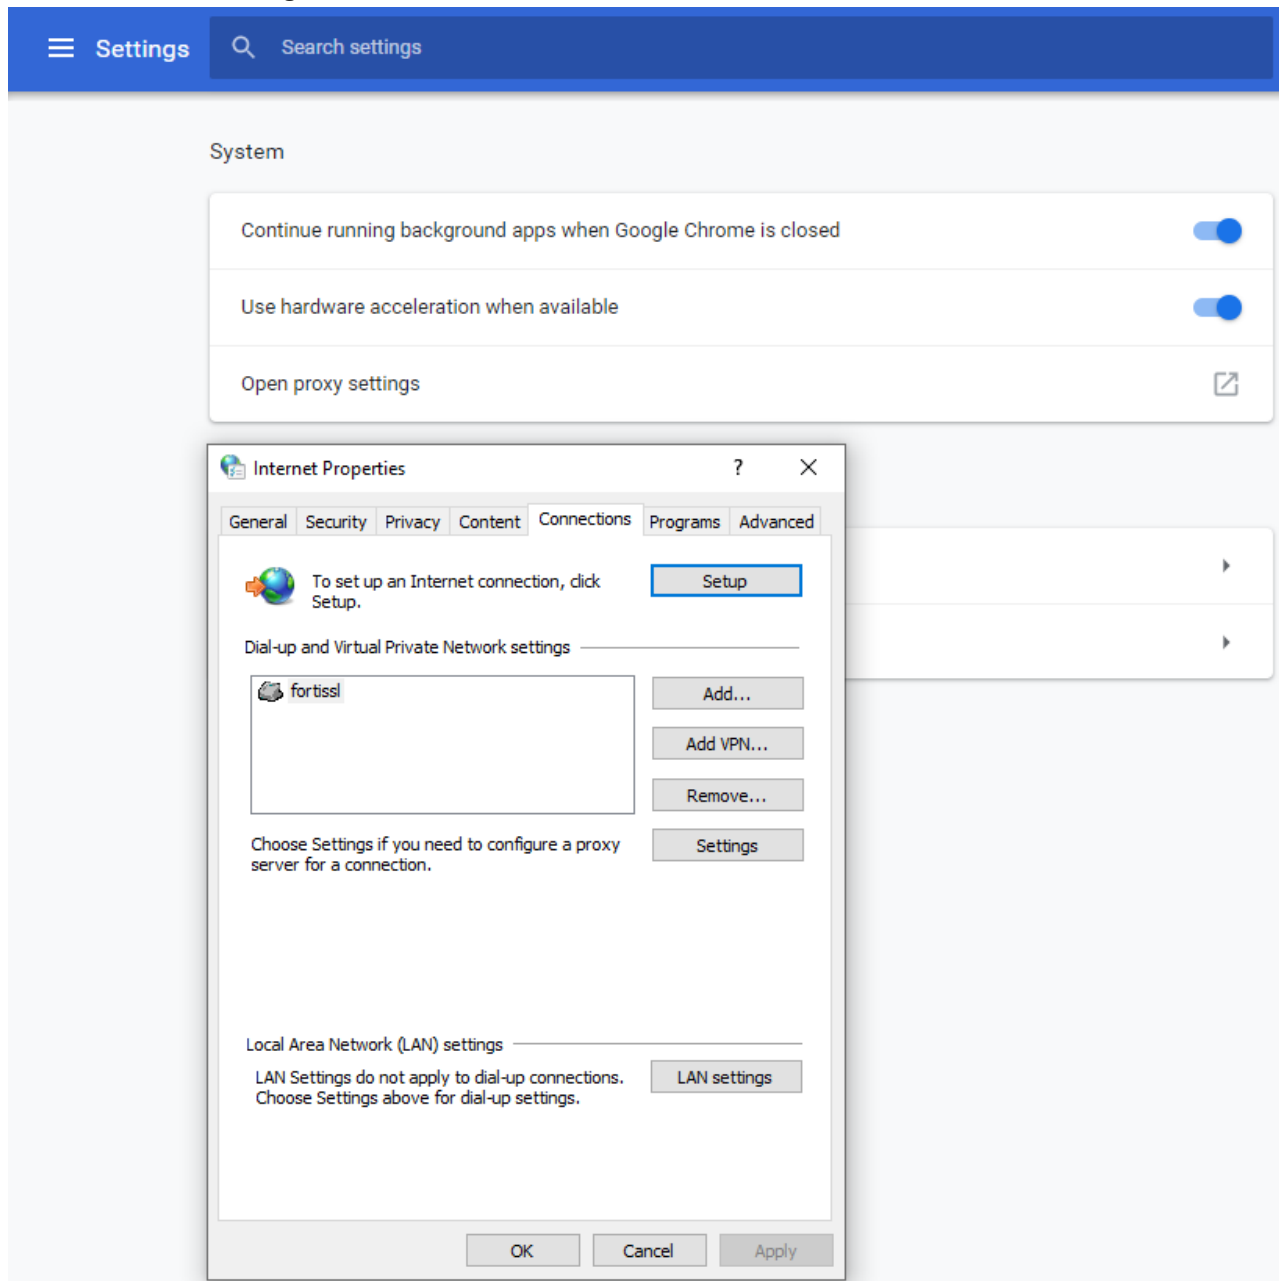 Settings
Search settings
System
Continue running background apps when Google Chrome is closed
Use hardware acceleration when available
Open proxy settings
Internet Properties
?
General Security Privacy Content Connections Programs Advanced
To set up an Internet connection, click
Setup.
Setup
Dial-up and Virtual Private Network settings
fortissl
Add...
Add VPN...
Remove...
Choose Settings if you need to configure a proxy
server for a connection.
Settings
Local Area Network (LAN) settings
LAN Settings do not apply to dial-up connections.
Choose Settings above for dial-up settings.
LAN settings
OK
Cancel
Apply